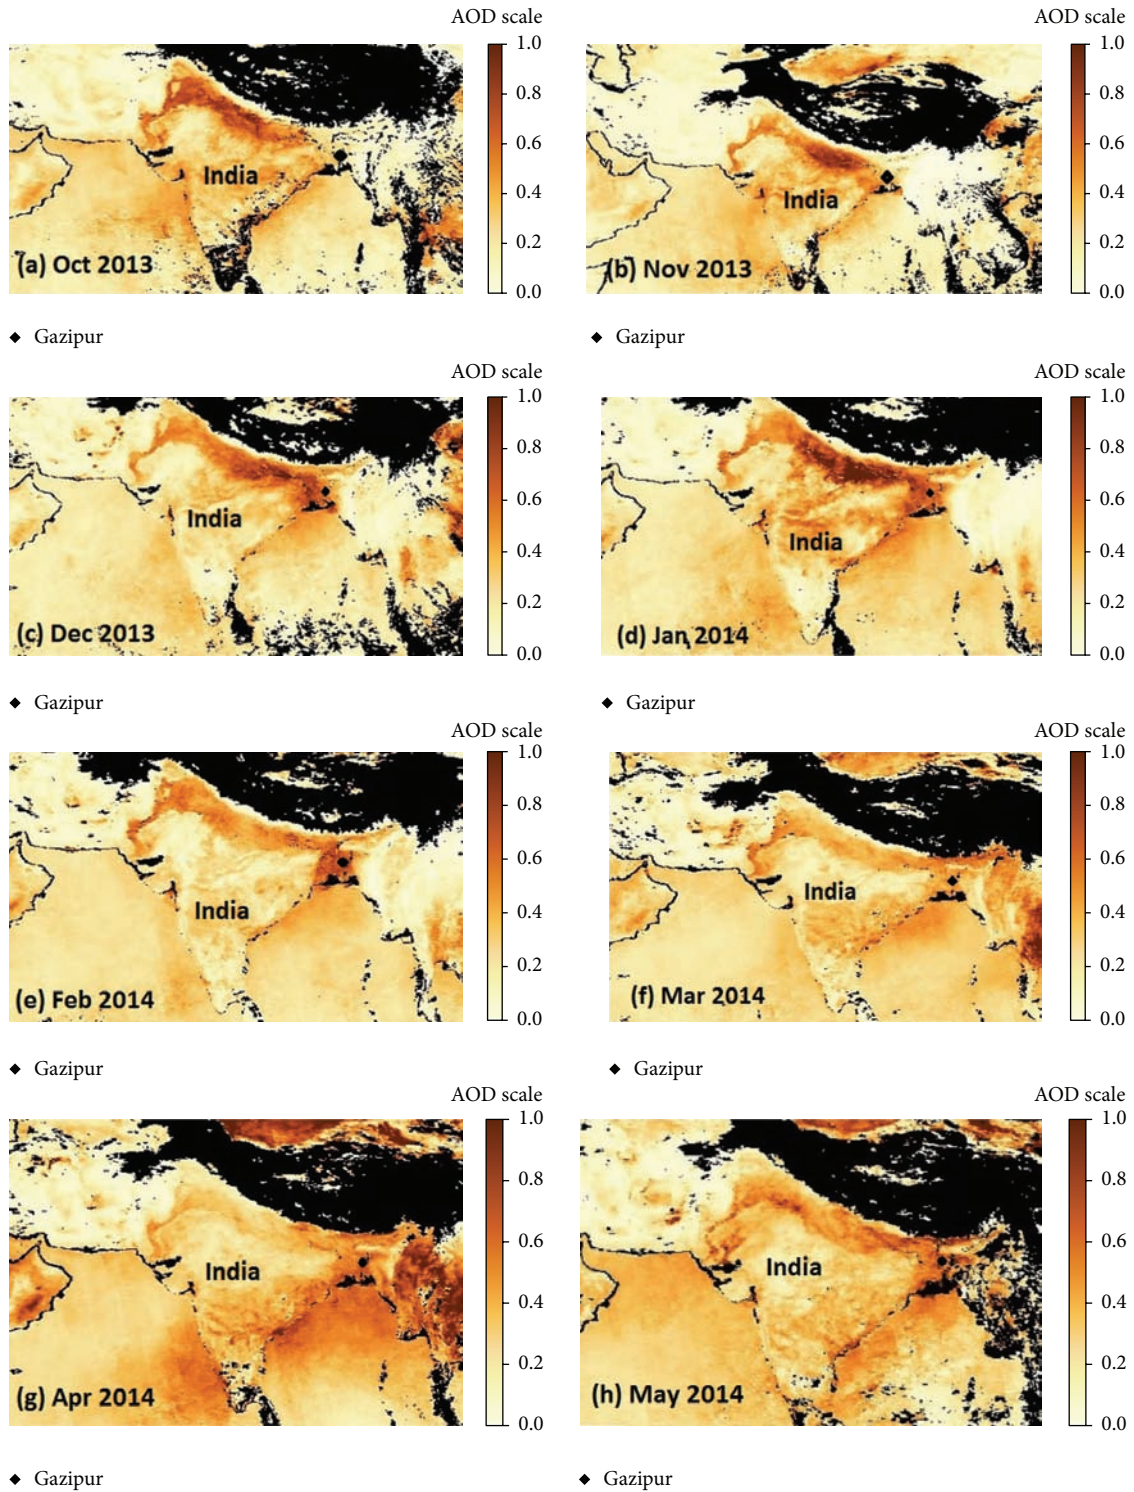 AOD scale
1.0
0.8
0.6
0.4
0.2
0.0
India
(a) Oct 2013
Gazipur
AOD scale
1.0
0.8
0.6
0.4
0.2
0.0
India
(b) Nov 2013
Gazipur
AOD scale
1.0
0.8
0.6
0.4
0.2
0.0
India
(c) Dec 2013
Gazipur
AOD scale
1.0
0.8
0.6
0.4
0.2
0.0
India
(d) Jan 2014
Gazipur
AOD scale
1.0
0.8
0.6
0.4
0.2
0.0
India
(e) Feb 2014
Gazipur
AOD scale
1.0
0.8
0.6
0.4
0.2
0.0
India
(f) Mar 2014
Gazipur
AOD scale
1.0
0.8
0.6
0.4
0.2
0.0
India
(g) Apr 2014
Gazipur
AOD scale
1.0
0.8
0.6
0.4
0.2
0.0
India
(h) May 2014
Gazipur